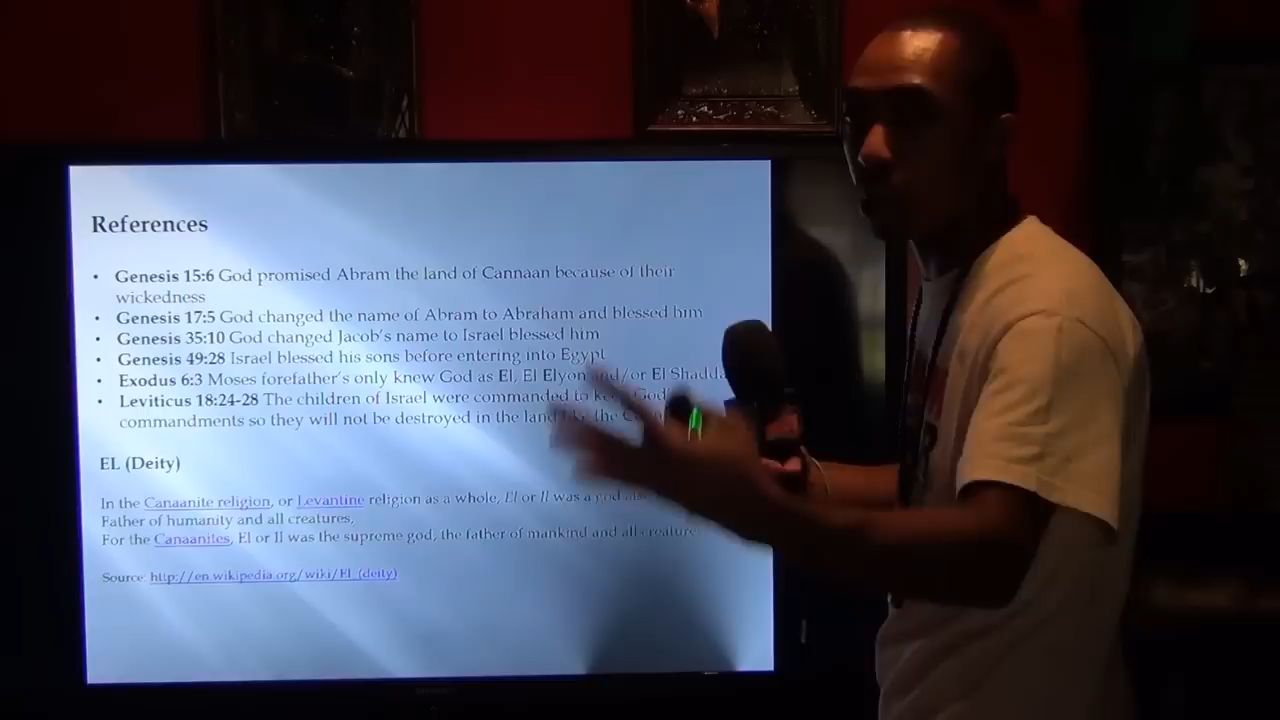 References
• Genesis 15:6 God promised Abram the land of Cannaan because of their
wickedness
• Genesis 17:5 God changed the name of Abram to Abraham and blessed him
• Genesis 35:10 God changed Jacob's name to Israel blessed him
• Genesis 49:28 Israel blessed his sons before entering into Egypt
• Exodus 6:3 Moses forefather's only knew God as El, El Elyon and/or El
• Leviticus 18:24-28 The children of Israel were commanded to
commandments so they will not be destroyed in the land the
EL (Deity)
In the Canaanite religion, or Levantine religion as a whole, El or Il was a god
Father of humanity and all creatures.
For the Canaanites, El or Il was the supreme god, the father of mankind and all
Source: http://en.wikipedia.org/wiki/El_(deity)